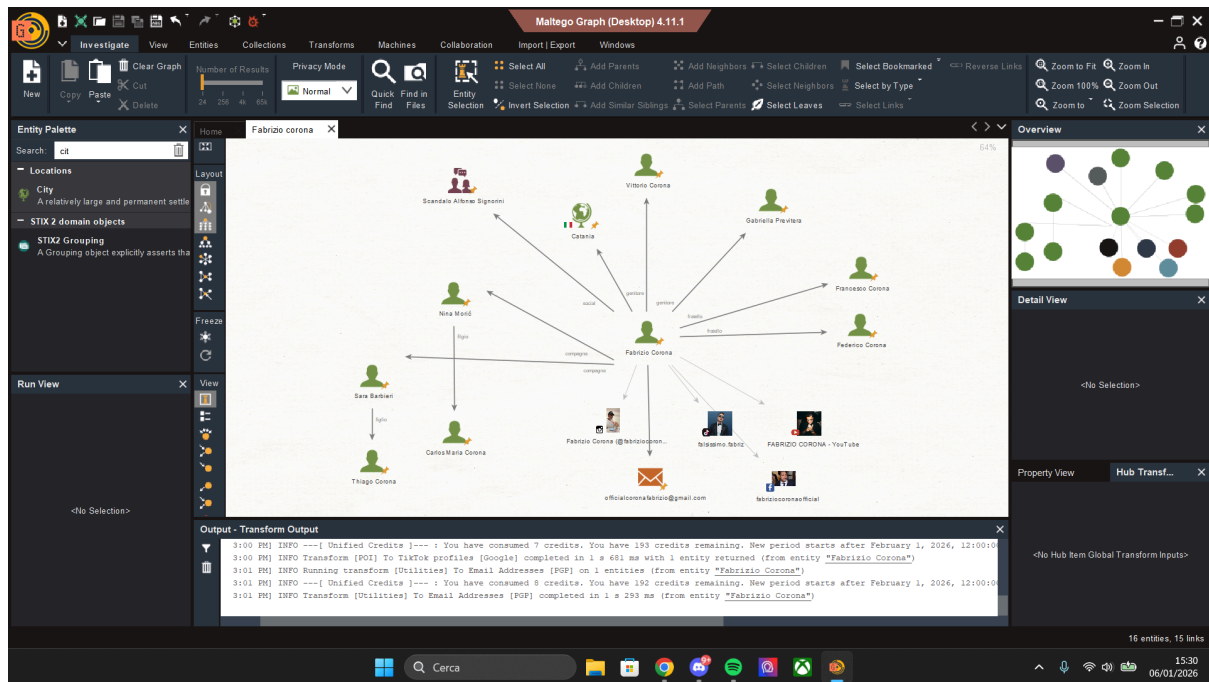 Maltego Graph (Desktop) 4.11.1
Investigate View Entities Collections Transforms Machines Collaboration Import | Export Windows
New
Copy
Paste
Clear Graph
Cut
Delete
Number of Results
24 256 4k 65k
Privacy Mode
Normal
Quick Find
Find in Files
Entity Selection
Select All
Select None
Invert Selection
Add Parents
Add Children
Add Similar Siblings
Add Neighbors
Add Path
Select Parents
Select Children
Select Neighbors
Select Leaves
Select Bookmarked
Select by Type
Select Links
Reverse Links
Zoom to Fit
Zoom 100%
Zoom to
Zoom In
Zoom Out
Zoom Selection
Entity Palette
Search: cit
Locations
City
A relatively large and permanent settle
STIX 2 domain objects
STIX2 Grouping
A Grouping object explicitly asserts tha
Run View
<No Selection>
Home
Fabrizio corona
Layout
Freeze
View
64%
Scandalo Alfonso Signorini
Vittorio Corona
Catania
Gabriella Previtera
Francesco Corona
Nina Morić
social
genitore
genitore
fratello
fratello
Federico Corona
figlio
Fabrizio Corona
compagna
compagna
Sara Barbieri
figlio
Carlos Maria Corona
Thiago Corona
Fabrizio Corona (@fabriziocoron...
falsissimo.fabriz
FABRIZIO CORONA - YouTube
officialcoronafabrizio@gmail.com
fabriziocoronaofficial
Output - Transform Output
3:00 PM] INFO ---[ Unified Credits ]--- : You have consumed 7 credits. You have 193 credits remaining. New period starts after February 1, 2026, 12:00:00
3:00 PM] INFO Transform [POI] To TikTok profiles [Google] completed in 1 s 681 ms with 1 entity returned (from entity "Fabrizio Corona")
3:01 PM] INFO Running transform [Utilities] To Email Addresses [PGP] on 1 entities (from entity "Fabrizio Corona")
3:01 PM] INFO ---[ Unified Credits ]--- : You have consumed 8 credits. You have 192 credits remaining. New period starts after February 1, 2026, 12:00:00
3:01 PM] INFO Transform [Utilities] To Email Addresses [PGP] completed in 1 s 293 ms (from entity "Fabrizio Corona")
Overview
Detail View
<No Selection>
Property View
Hub Transf...
<No Hub Item Global Transform Inputs>
16 entities, 15 links
Cerca
9+
15:30
06/01/2026